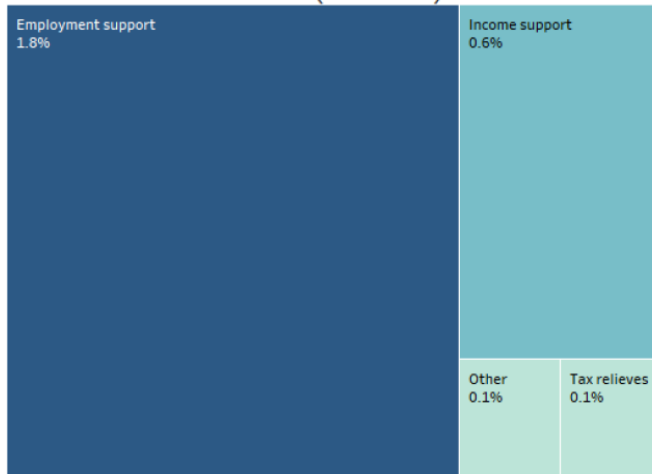 Employment support
1.8%
Income support
0.6%
Other
0.1%
Tax relieves
0.1%